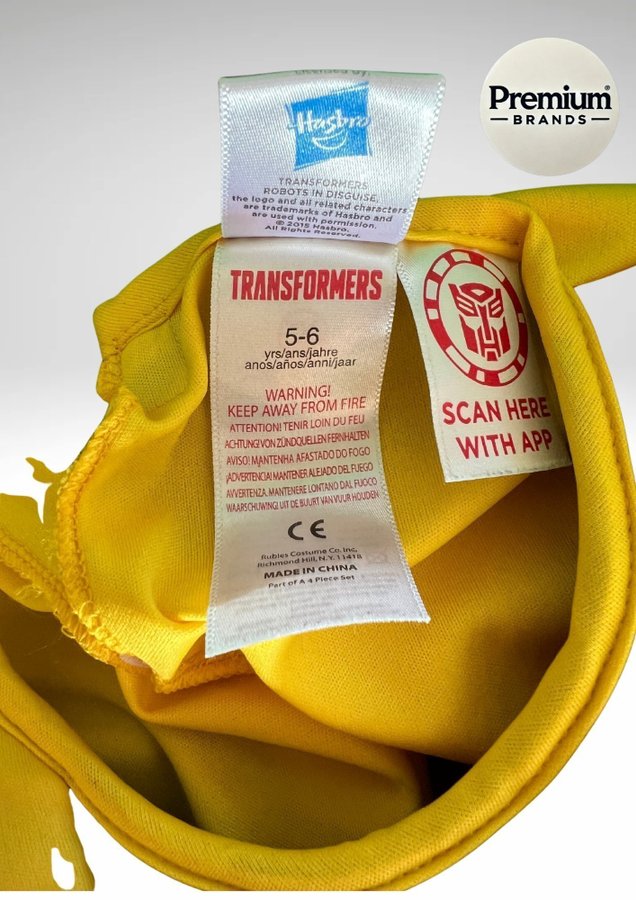 Licensed by:
Hasbro
TRANSFORMERS
ROBOTS IN DISGUISE,
the logo and all related characters
are trademarks of Hasbro and
are used with permission.
© 2015 Hasbro.
All Rights Reserved.
Premium®
BRANDS
TRANSFORMERS
5-6
yrs/ans/jahre
anos/años/anni/jaar
WARNING!
KEEP AWAY FROM FIRE
ATTENTION! TENIR LOIN DU FEU
ACHTUNG! VON ZÜNDQUELLEN FERNHALTEN
AVISO! MANTENHA AFASTADO DO FOGO
¡ADVERTENCIA! MANTENER ALEJADO DEL FUEGO
AVVERTENZA. MANTENERE LONTANO DAL FUOCO
WAARSCHUWING! UIT DE BUURT VAN VUUR HOUDEN
CE
Rubies Costume Co. Inc.
Richmond Hill, N.Y. 11418
MADE IN CHINA
Part of A 4 Piece Set
SCAN HERE
WITH APP